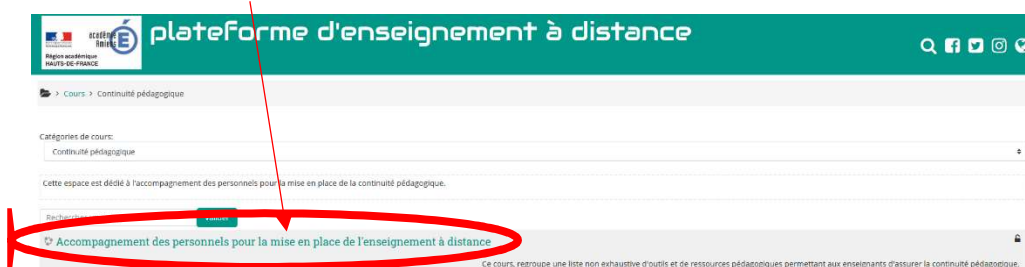 plateforme d'enseignement à distance
académie
Amiens
Région académique
HAUTS-DE-FRANCE
> Cours > Continuité pédagogique
Catégories de cours:
Continuité pédagogique
Cette espace est dédié à l'accompagnement des personnels pour la mise en place de la continuité pédagogique.
Accompagnement des personnels pour la mise en place de l'enseignement à distance
Ce cours, regroupe une liste non exhaustive d'outils et de ressources pédagogiques permettant aux enseignants d'assurer la continuité pédagogique.